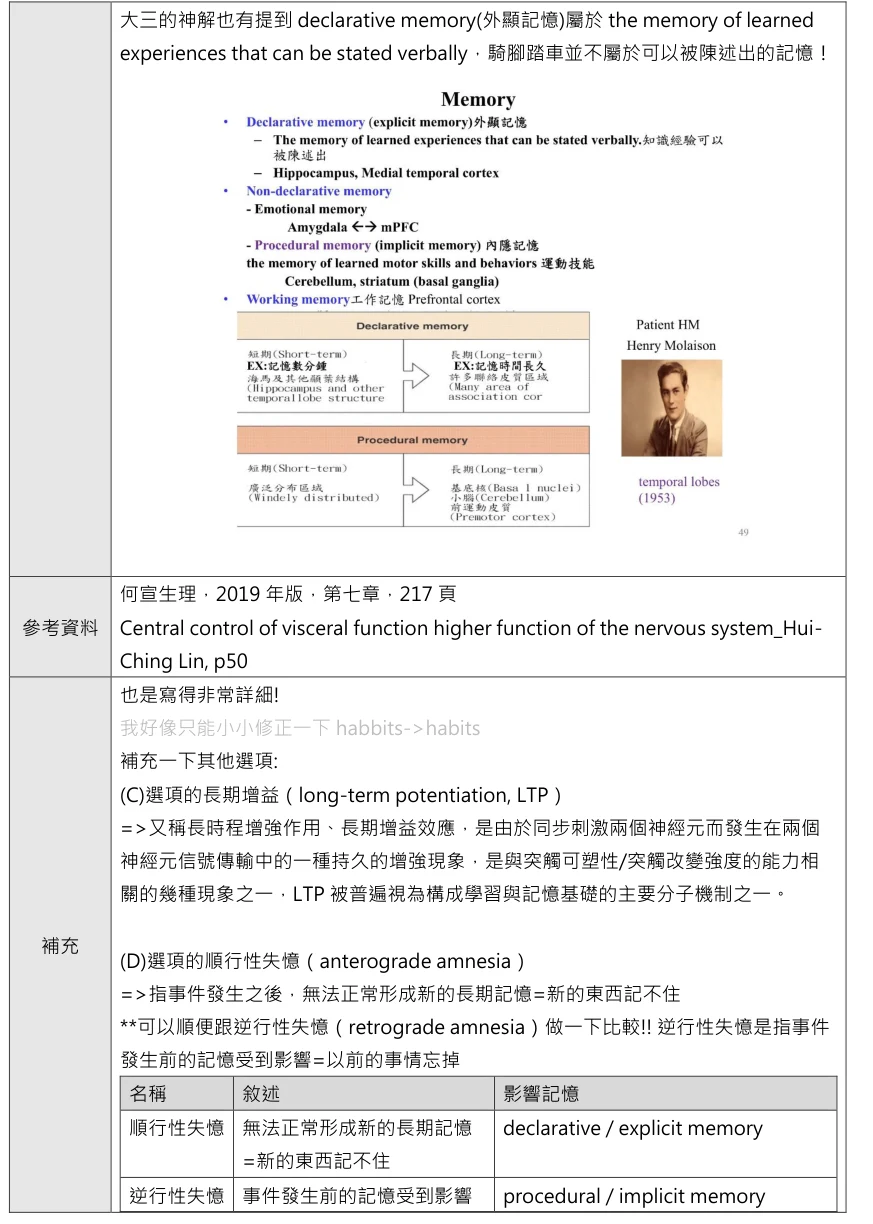 大三的神解也有提到 declarative memory(外顯記憶)屬於 the memory of learned
experiences that can be stated verbally，騎腳踏車並不屬於可以被陳述出的記憶！
Memory
• Declarative memory (explicit memory)外顯記憶
– The memory of learned experiences that can be stated verbally.知識經驗可以
被陳述出
– Hippocampus, Medial temporal cortex
• Non-declarative memory
- Emotional memory
Amygdala ←→ mPFC
- Procedural memory (implicit memory) 內隱記憶
the memory of learned motor skills and behaviors 運動技能
Cerebellum, striatum (basal ganglia)
• Working memory工作記憶 Prefrontal cortex
Declarative memory
短期(Short-term)
EX:記憶數分鐘
海馬及其他顳葉結構
(Hippocampus and other
temporallobe structure
長期(Long-term)
EX:記憶時間長久
許多聯絡皮質區域
(Many area of
association cor
Procedural memory
短期(Short-term)
廣泛分布區域
(Windely distributed)
長期(Long-term)
基底核(Basa l nuclei)
小腦(Cerebellum)
前運動皮質
(Premotor cortex)
Patient HM
Henry Molaison
temporal lobes
(1953)
49
參考資料
何宣生理，2019 年版，第七章，217 頁
Central control of visceral function higher function of the nervous system_Hui-
Ching Lin, p50
補充
也是寫得非常詳細!
我好像只能小小修正一下 habbits->habits
補充一下其他選項:
(C)選項的長期增益（long-term potentiation, LTP）
=>又稱長時程增強作用、長期增益效應，是由於同步刺激兩個神經元而發生在兩個
神經元信號傳輸中的一種持久的增強現象，是與突觸可塑性/突觸改變強度的能力相
關的幾種現象之一，LTP 被普遍視為構成學習與記憶基礎的主要分子機制之一。
(D)選項的順行性失憶（anterograde amnesia）
=>指事件發生之後，無法正常形成新的長期記憶=新的東西記不住
**可以順便跟逆行性失憶（retrograde amnesia）做一下比較!! 逆行性失憶是指事件
發生前的記憶受到影響=以前的事情忘掉
名稱 敘述 影響記憶
順行性失憶 無法正常形成新的長期記憶 declarative / explicit memory
=新的東西記不住
逆行性失憶 事件發生前的記憶受到影響 procedural / implicit memory